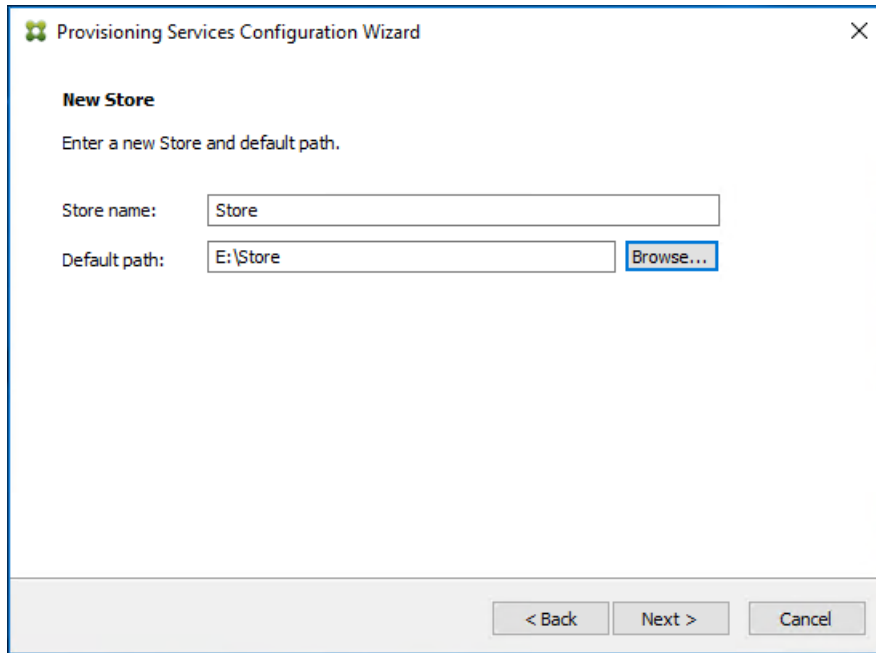 Provisioning Services Configuration Wizard
New Store
Enter a new Store and default path.
Store name: Store
Default path: E:\Store Browse...
< Back Next > Cancel